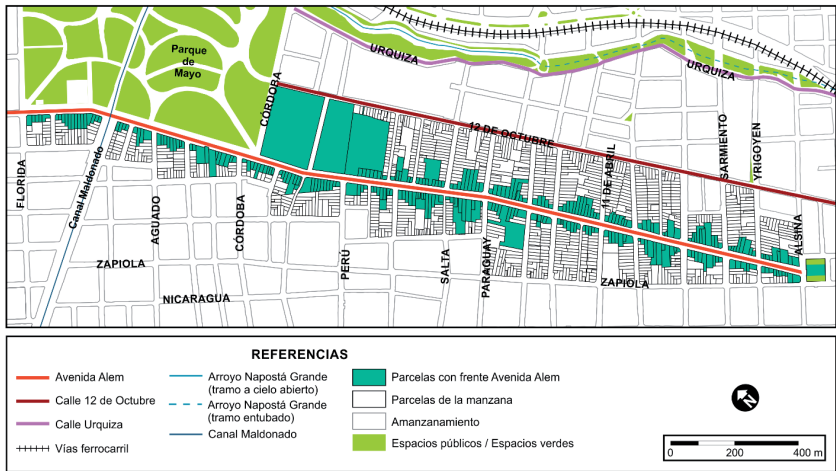 URQUIZA
Parque
de
Mayo
CÓRDOBA
URQUIZA
12 DE OCTUBRE
SARMIENTO
YRIGOYEN
11 DE ABRIL
FLORIDA
Canal Maldonado
AGUADO
CÓRDOBA
ALSINA
PERÚ
SALTA
PARAGUAY
ZAPIOLA
ZAPIOLA
NICARAGUA
REFERENCIAS
Avenida Alem
Calle 12 de Octubre
Calle Urquiza
Vías ferrocarril
Arroyo Napostá Grande
(tramo a cielo abierto)
Arroyo Napostá Grande
(tramo entubado)
Canal Maldonado
Parcelas con frente Avenida Alem
Parcelas de la manzana
Amanzanamiento
Espacios públicos / Espacios verdes
N
0 200 400 m